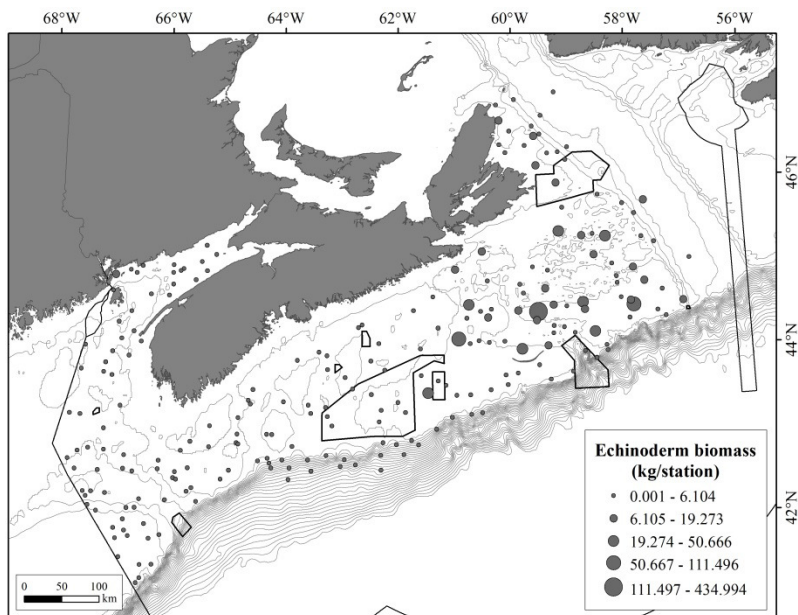 68°W 66°W 64°W 62°W 60°W 58°W 56°W
46°N
44°N
42°N
Echinoderm biomass
(kg/station)
0.001 - 6.104
6.105 - 19.273
19.274 - 50.666
50.667 - 111.496
111.497 - 434.994
0 50 100
km